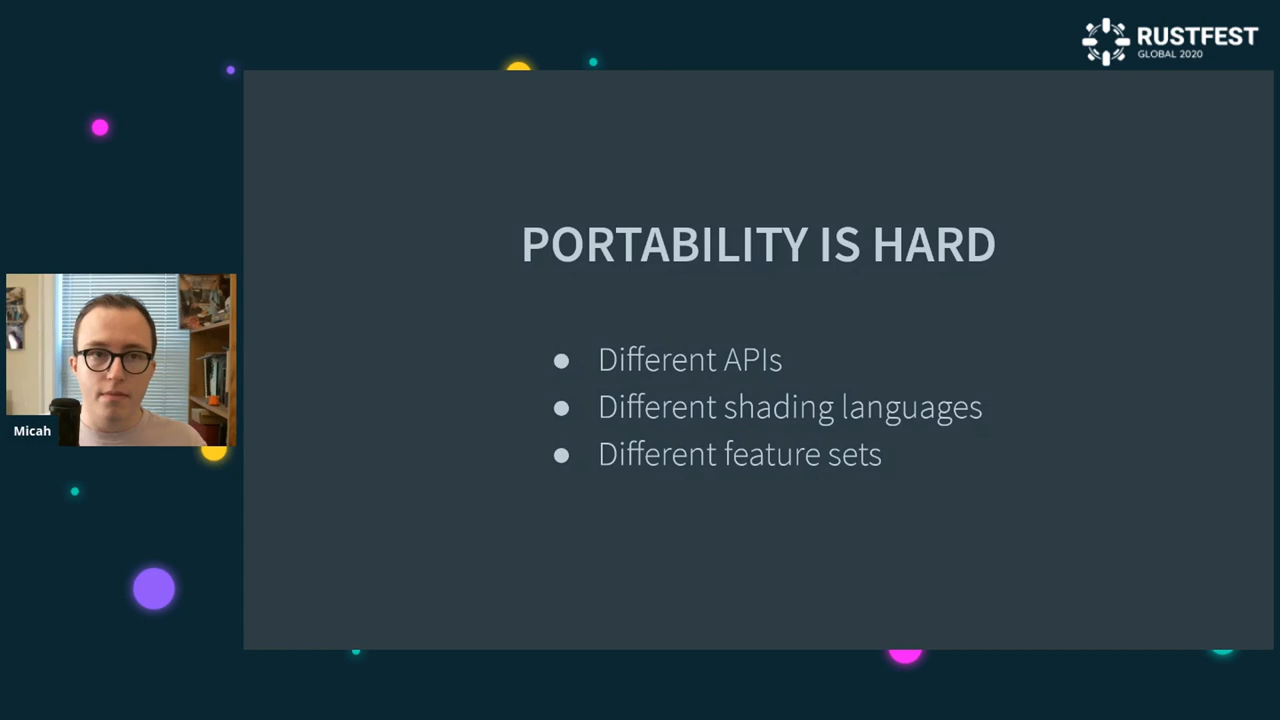 RUSTFEST
GLOBAL 2020
PORTABILITY IS HARD
● Different APIs
● Different shading languages
● Different feature sets
Micah